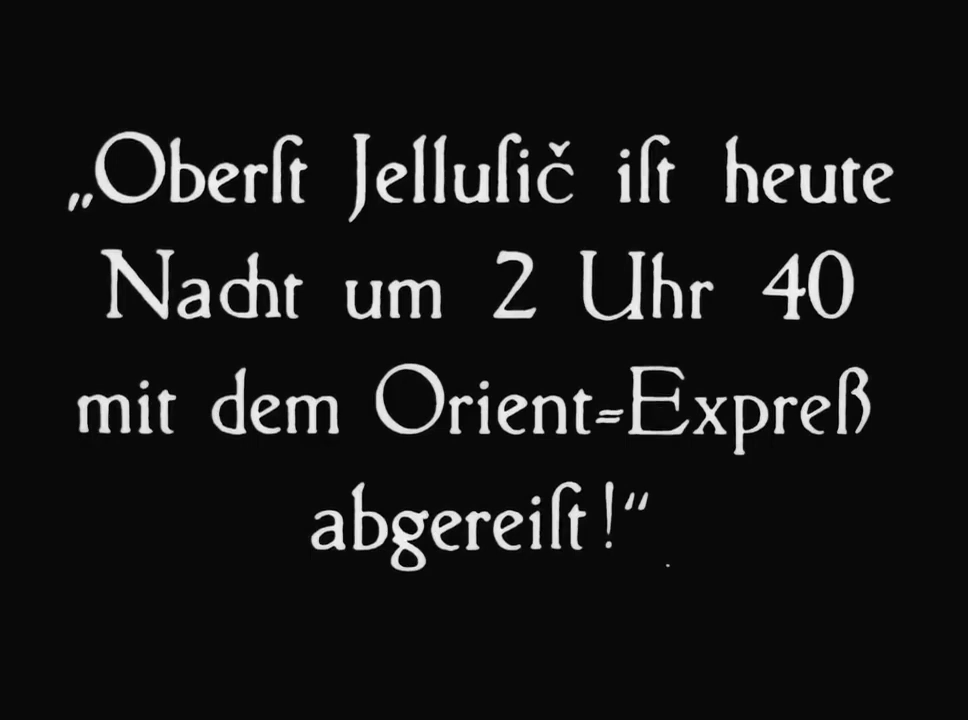 „Oberſt Jelluſič iſt heute
Nacht um 2 Uhr 40
mit dem Orient=Expreß
abgereiſt!“